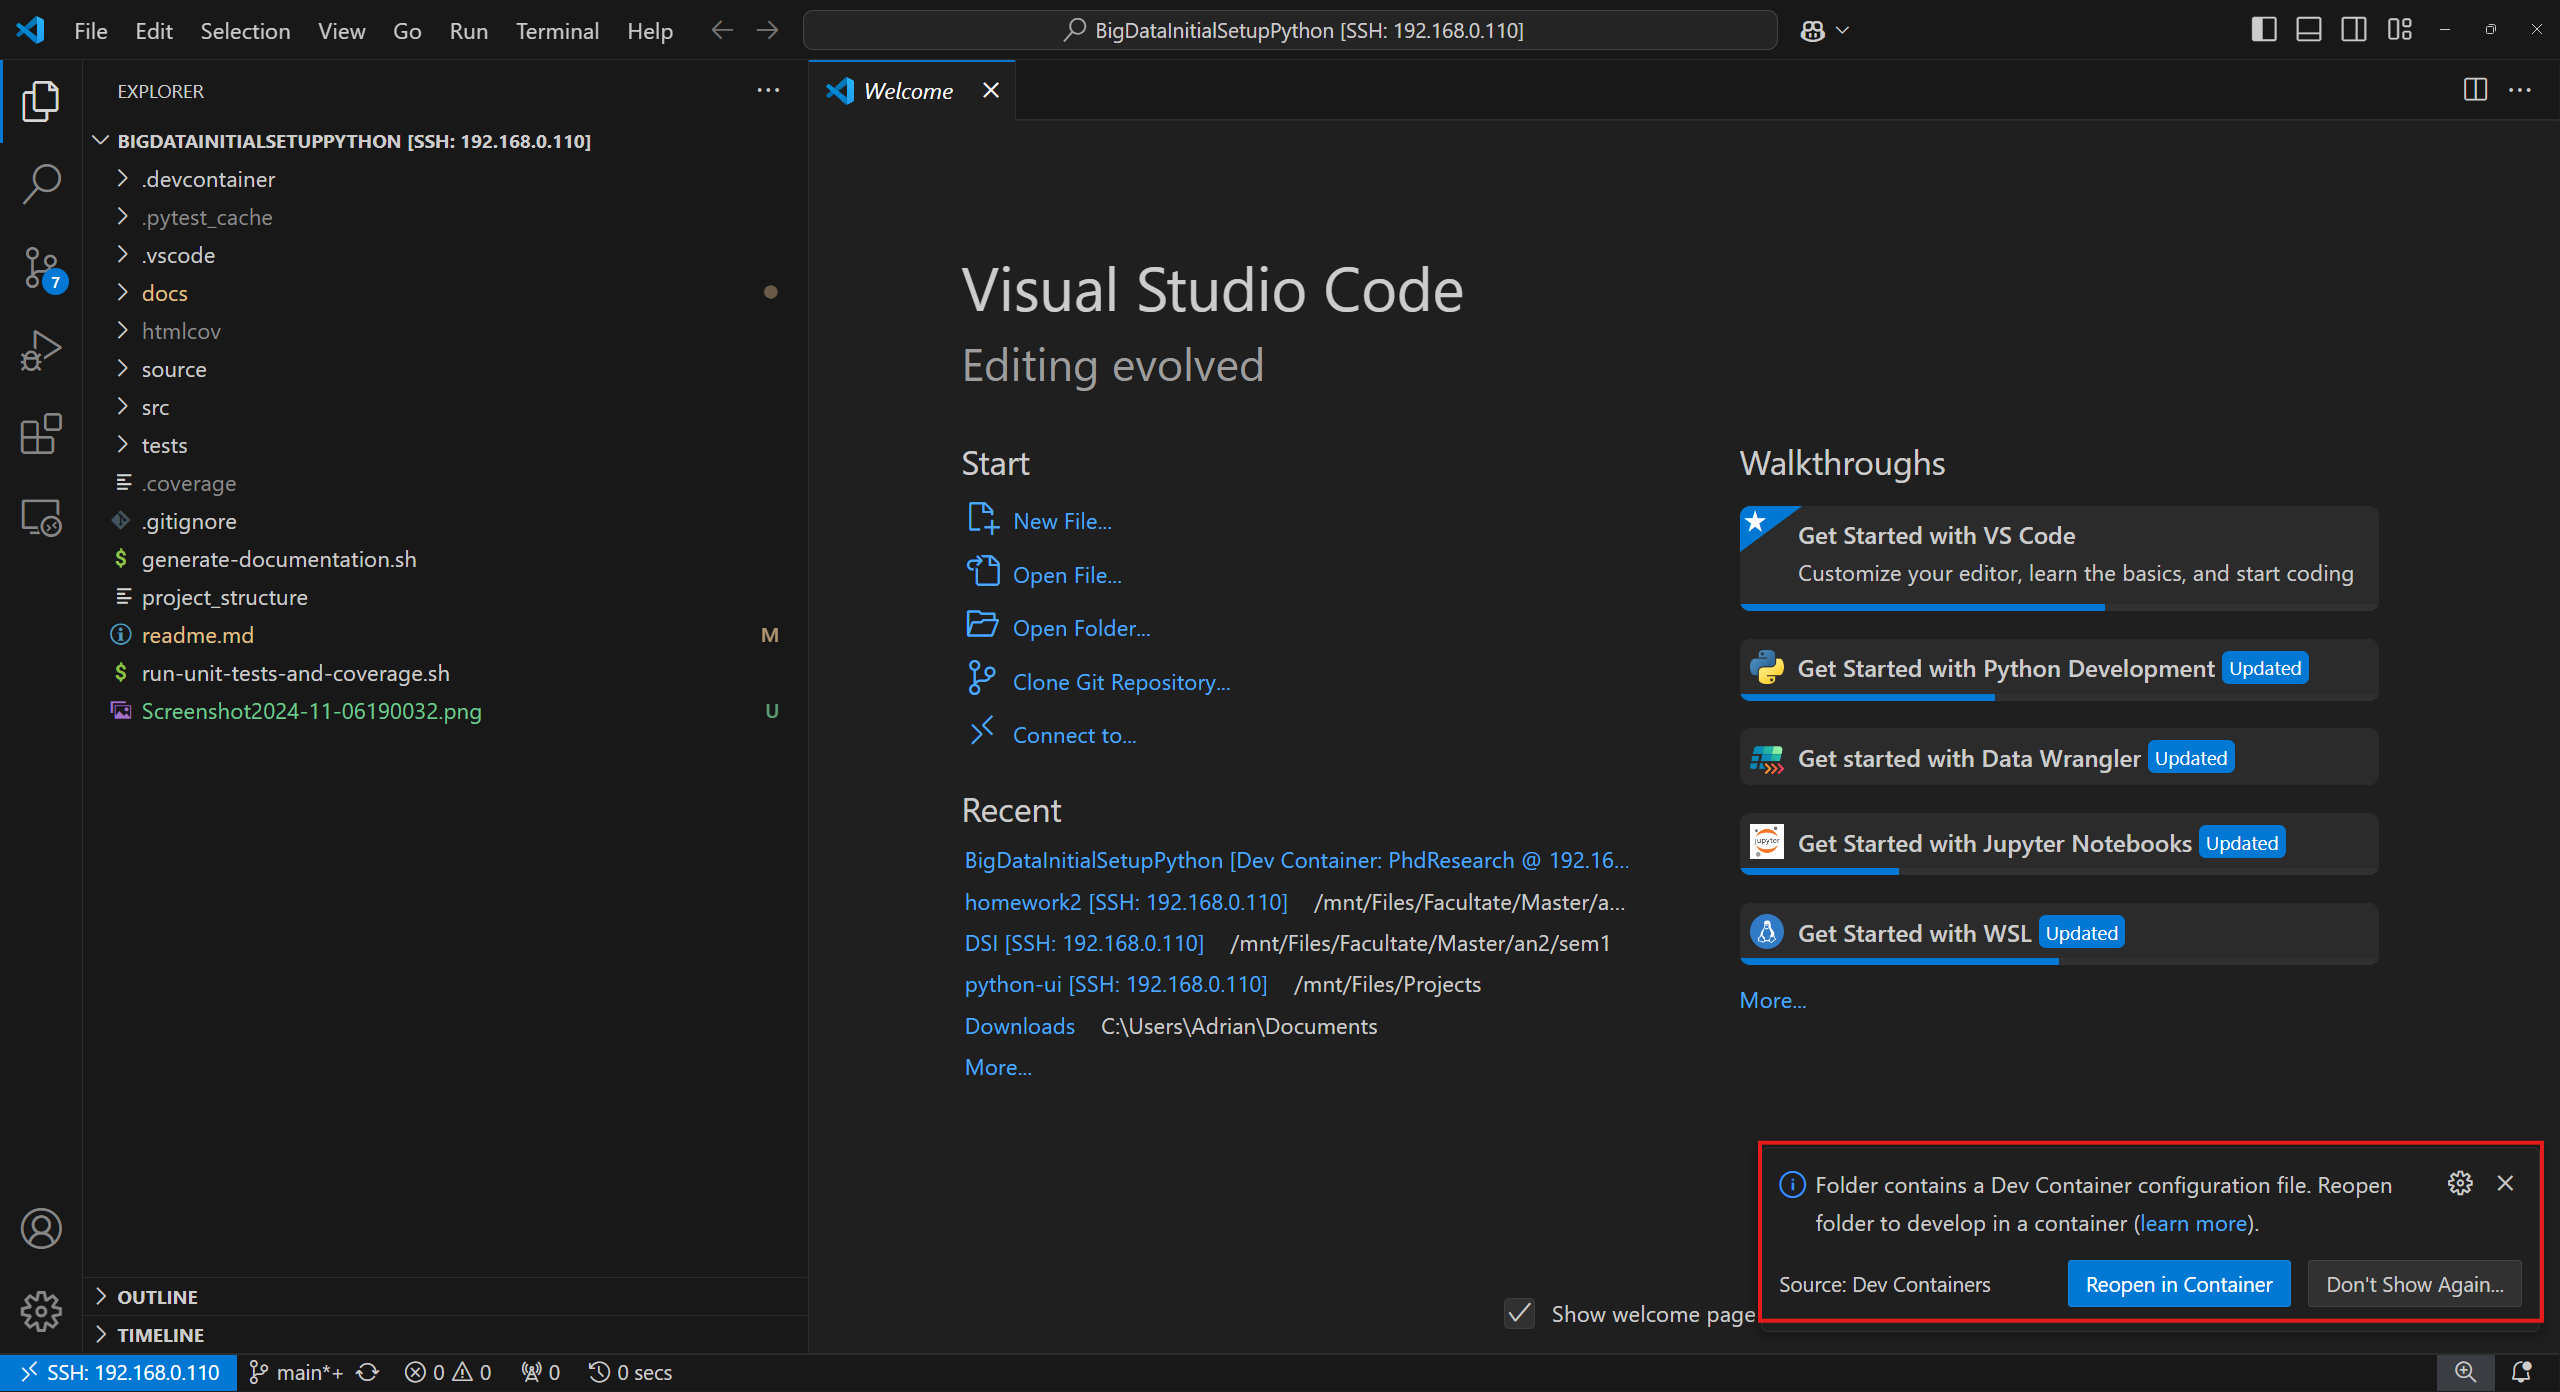 File Edit Selection View Go Run Terminal Help
BigDataInitialSetupPython [SSH: 192.168.0.110]
EXPLORER
BIGDATAINITIALSETUPPYTHON [SSH: 192.168.0.110]
.devcontainer
.pytest_cache
.vscode
docs
htmlcov
source
src
tests
.coverage
.gitignore
generate-documentation.sh
project_structure
readme.md M
run-unit-tests-and-coverage.sh
Screenshot2024-11-06190032.png U
7
OUTLINE
TIMELINE
Welcome
Visual Studio Code
Editing evolved
Start
New File...
Open File...
Open Folder...
Clone Git Repository...
Connect to...
Recent
BigDataInitialSetupPython [Dev Container: PhdResearch @ 192.16...
homework2 [SSH: 192.168.0.110] /mnt/Files/Facultate/Master/a...
DSI [SSH: 192.168.0.110] /mnt/Files/Facultate/Master/an2/sem1
python-ui [SSH: 192.168.0.110] /mnt/Files/Projects
Downloads C:\Users\Adrian\Documents
More...
Walkthroughs
Get Started with VS Code
Customize your editor, learn the basics, and start coding
Get Started with Python Development Updated
Get started with Data Wrangler Updated
jupyter
Get Started with Jupyter Notebooks Updated
Get Started with WSL Updated
More...
Show welcome page
Folder contains a Dev Container configuration file. Reopen
folder to develop in a container (learn more).
Source: Dev Containers
Reopen in Container
Don't Show Again...
SSH: 192.168.0.110 main*+ 0 0 0 0 secs